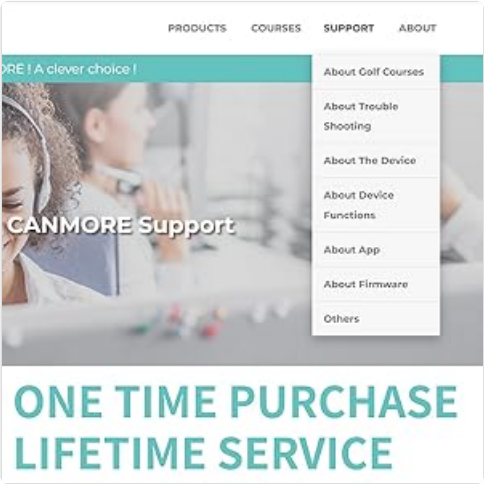 PRODUCTS COURSES SUPPORT ABOUT
ORE ! A clever choice !
About Golf Courses
About Trouble
Shooting
About The Device
About Device
Functions
About App
About Firmware
Others
CANMORE Support
ONE TIME PURCHASE
LIFETIME SERVICE